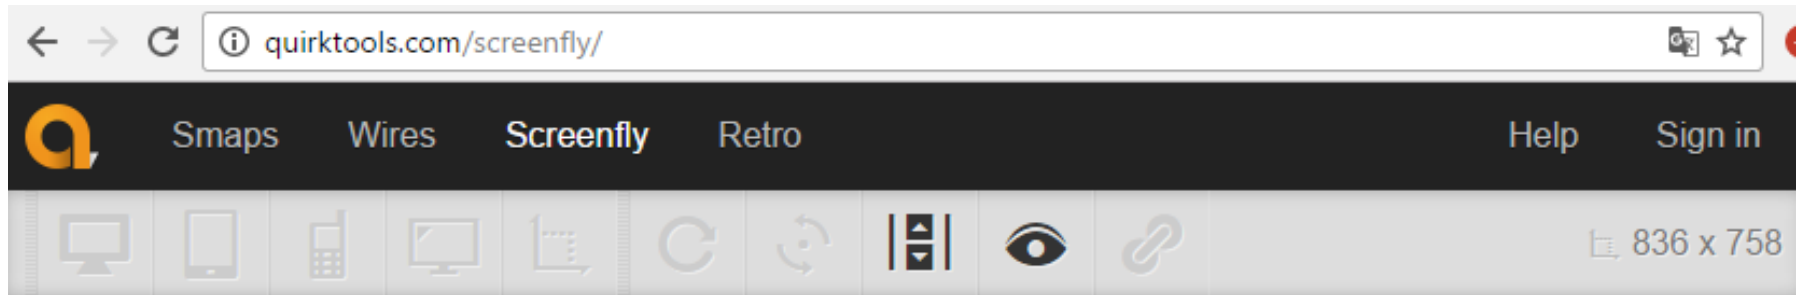 quirktools.com/screenfly/
Smaps Wires Screenfly Retro Help Sign in
836 x 758